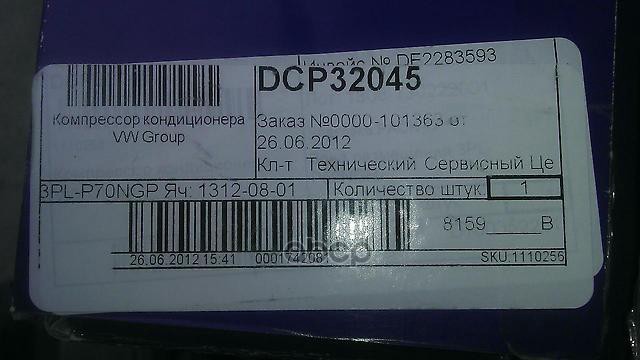 Инвойс № DE2283593
DCP32045
Компрессор кондиционера
VW Group
Заказ №0000-101363 от
26.06.2012
Кл-т Технический Сервисный Це
3PL-P70NGP Яч: 1312-08-01 Количество штук: 1
8159_____B
26.06.2012 15:41 000174208 SKU:1110256